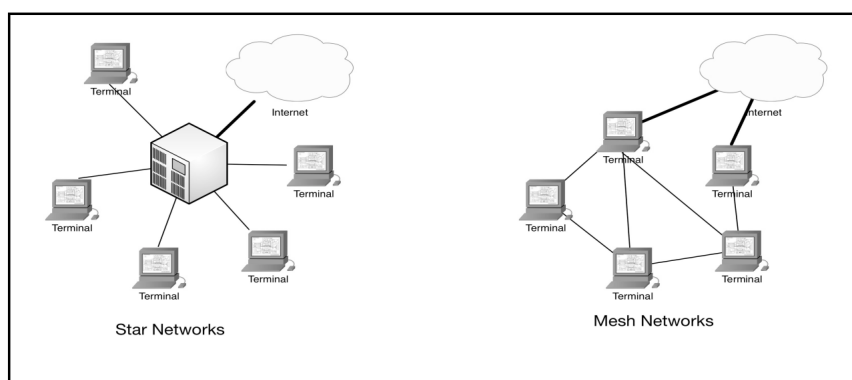 Terminal
Internet
Terminal
Terminal
Terminal
Terminal
Star Networks
Internet
Terminal
Terminal
Terminal
Terminal
Terminal
Mesh Networks